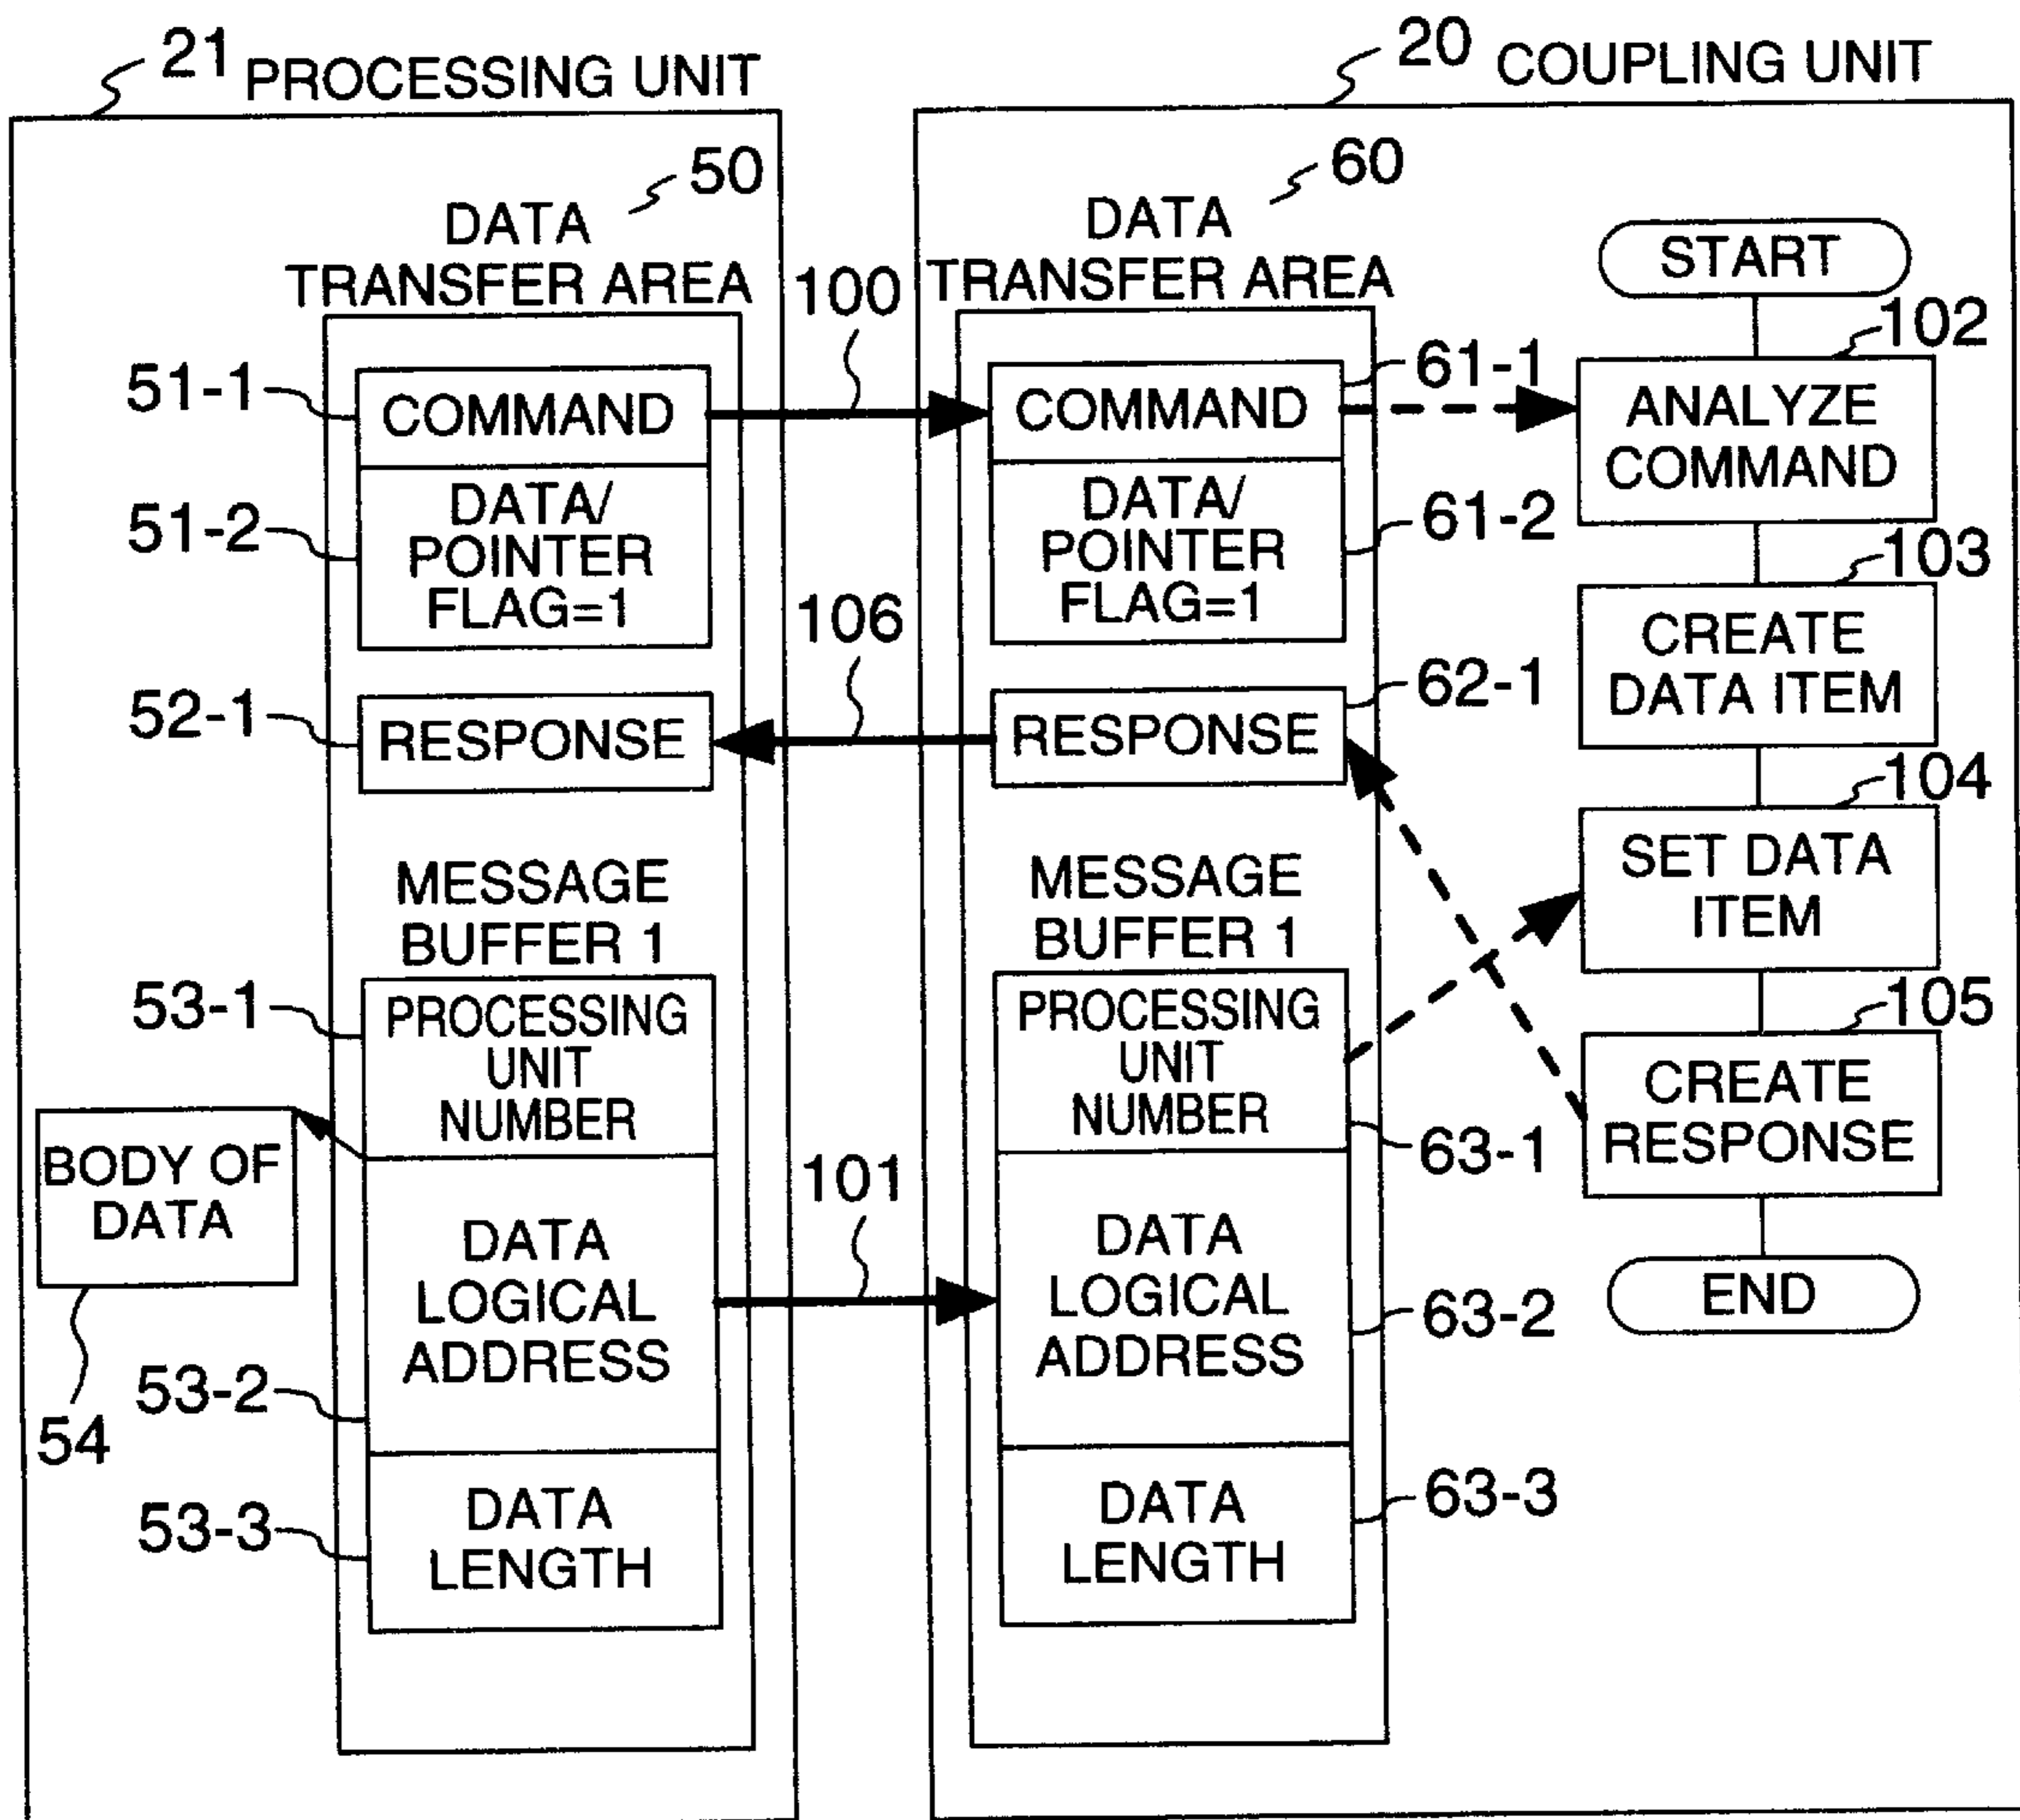 21 PROCESSING UNIT
50
DATA
TRANSFER AREA
51-1
COMMAND
51-2
DATA/
POINTER
FLAG=1
52-1
RESPONSE
MESSAGE
BUFFER 1
53-1
PROCESSING
UNIT
NUMBER
BODY OF
DATA
54
53-2
DATA
LOGICAL
ADDRESS
53-3
DATA
LENGTH
100
106
101
20 COUPLING UNIT
60
DATA
TRANSFER AREA
COMMAND
61-1
DATA/
POINTER
FLAG=1
61-2
RESPONSE
62-1
MESSAGE
BUFFER 1
PROCESSING
UNIT
NUMBER
63-1
DATA
LOGICAL
ADDRESS
63-2
DATA
LENGTH
63-3
START
102
ANALYZE
COMMAND
103
CREATE
DATA ITEM
104
SET DATA
ITEM
105
CREATE
RESPONSE
END